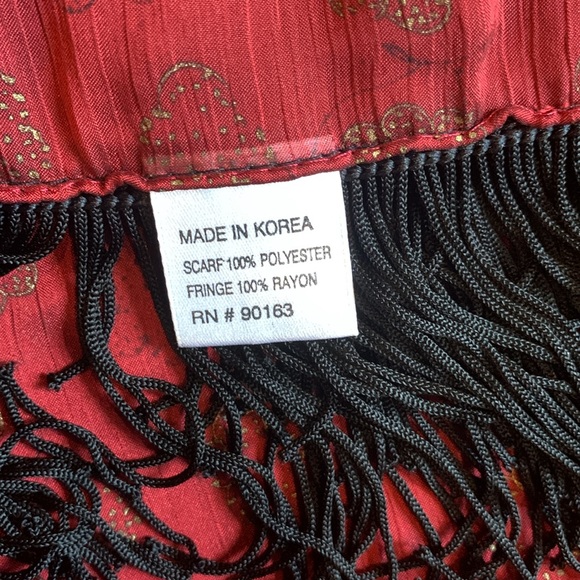 MADE IN KOREA
SCARF 100% POLYESTER
FRINGE 100% RAYON
RN # 90163